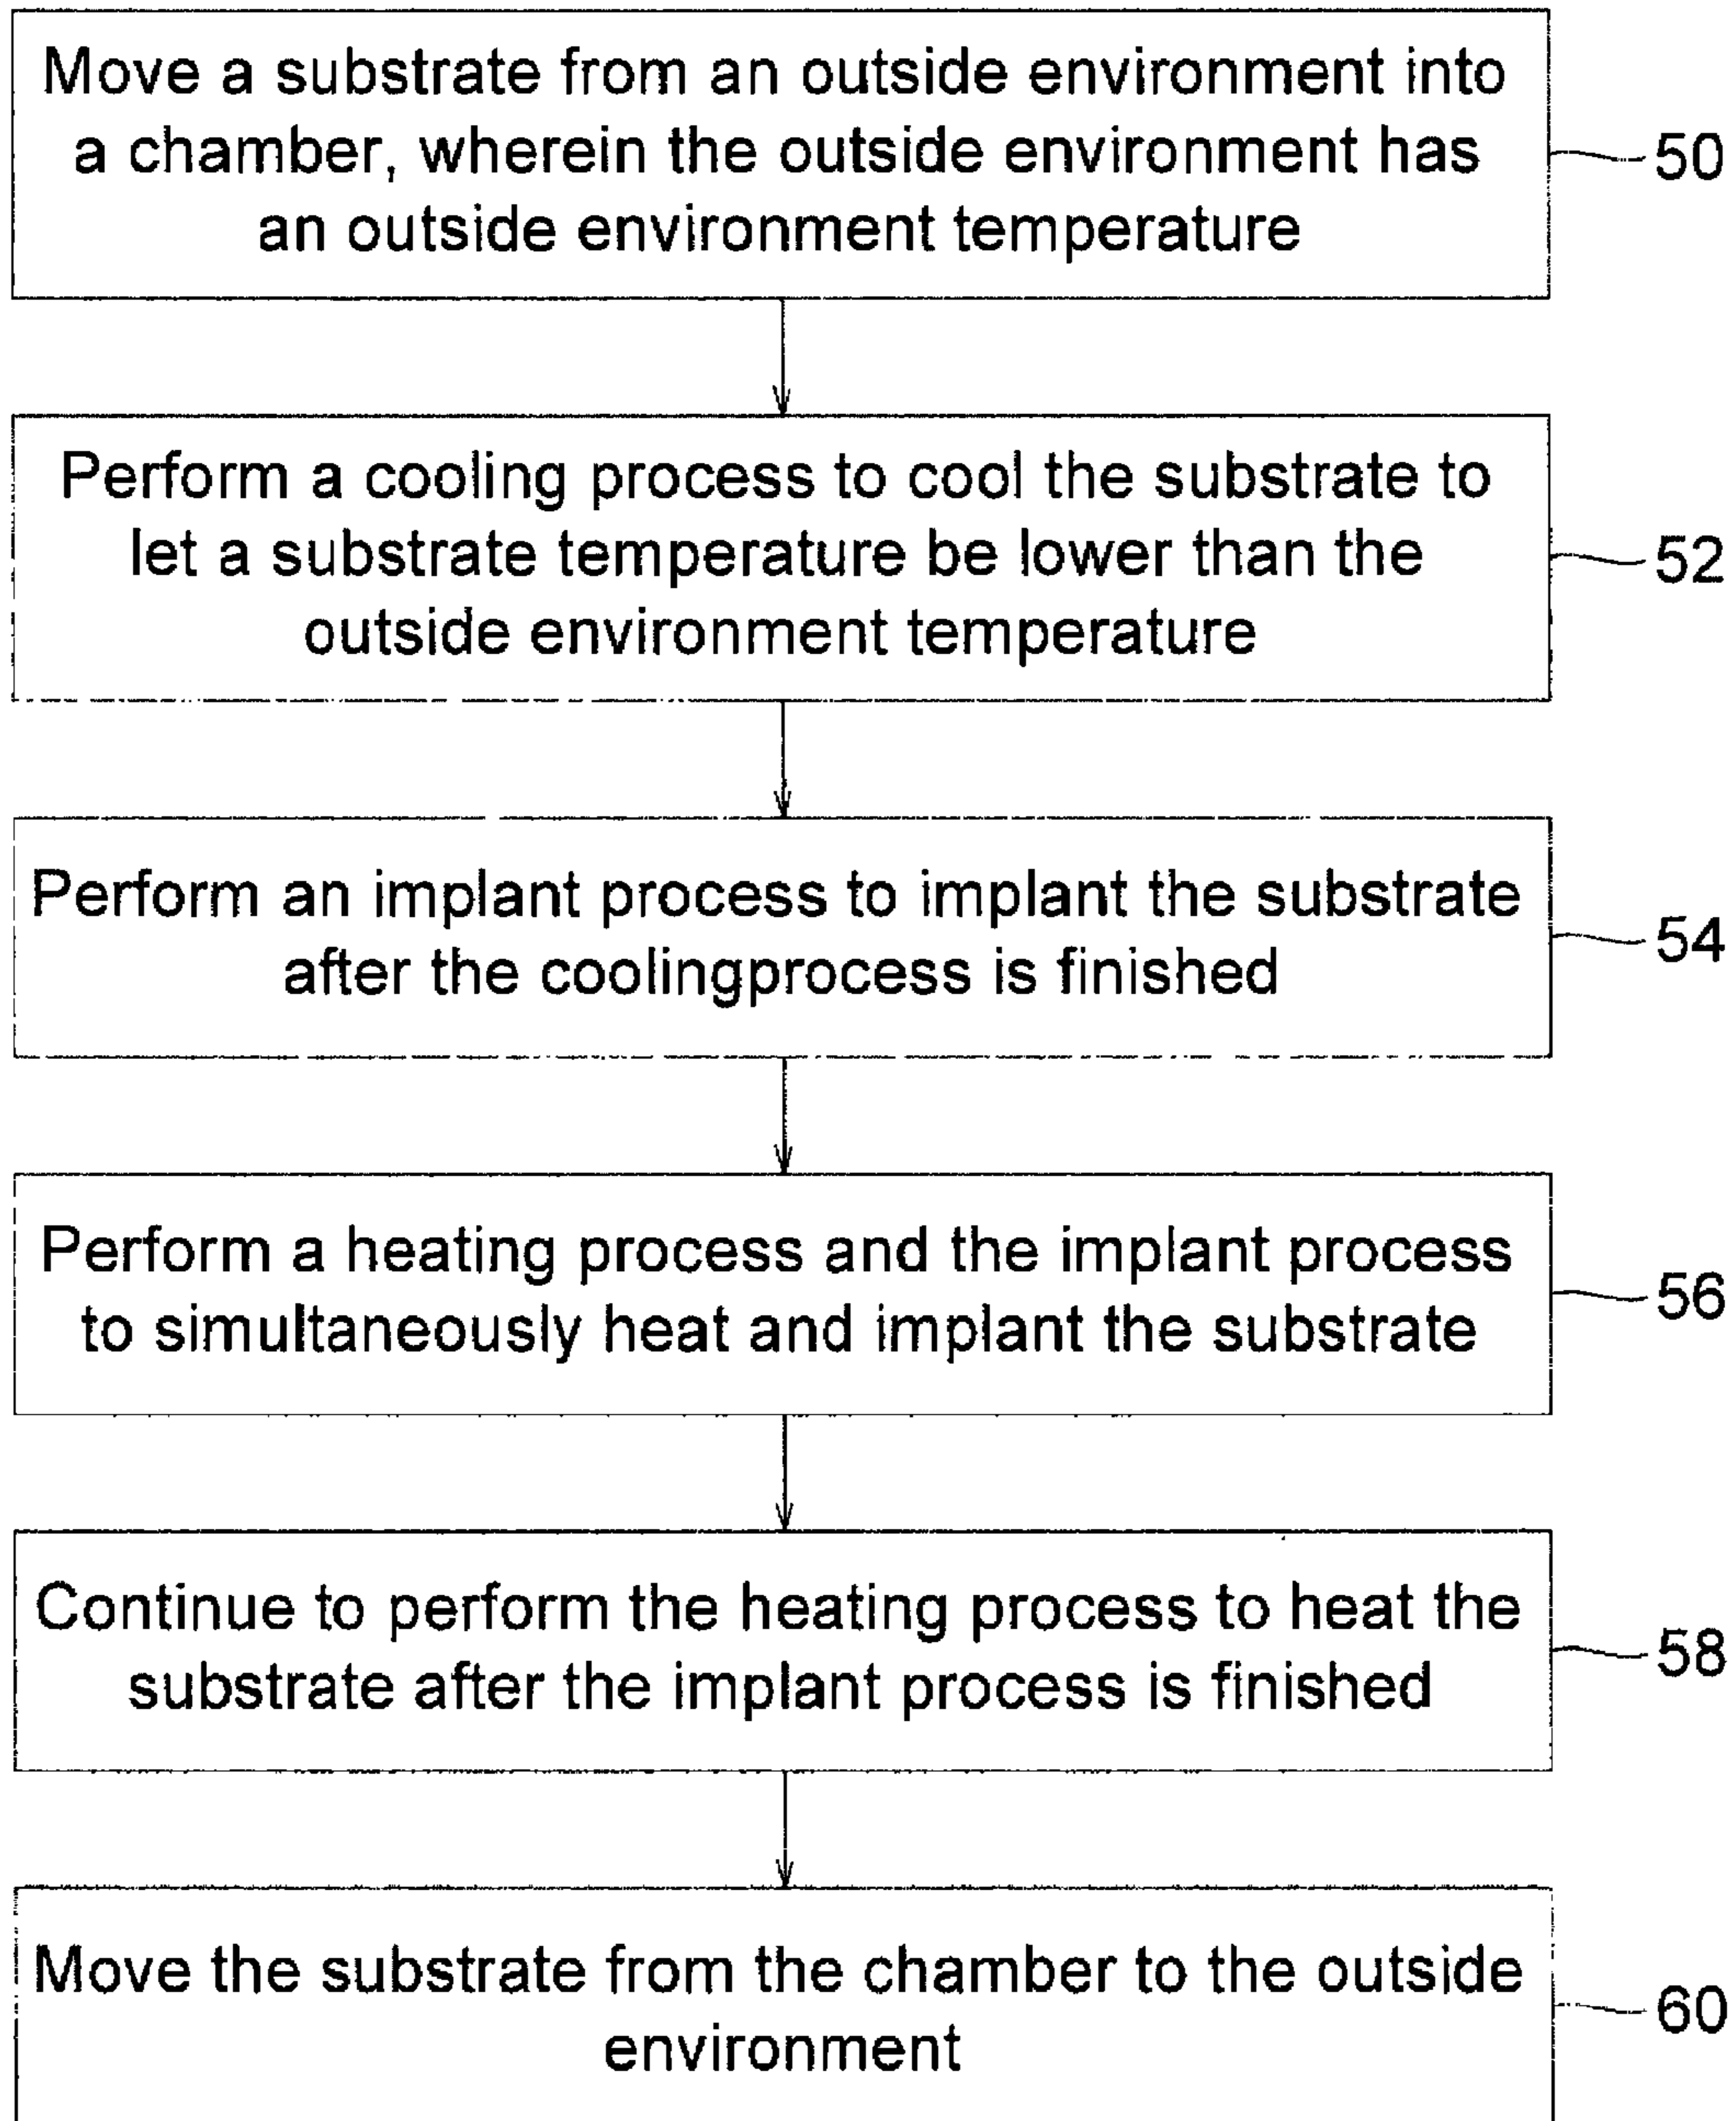 Move a substrate from an outside environment into
a chamber, wherein the outside environment has
an outside environment temperature
50
Perform a cooling process to cool the substrate to
let a substrate temperature be lower than the
outside environment temperature
52
Perform an implant process to implant the substrate
after the coolingprocess is finished
54
Perform a heating process and the implant process
to simultaneously heat and implant the substrate
56
Continue to perform the heating process to heat the
substrate after the implant process is finished
58
Move the substrate from the chamber to the outside
environment
60